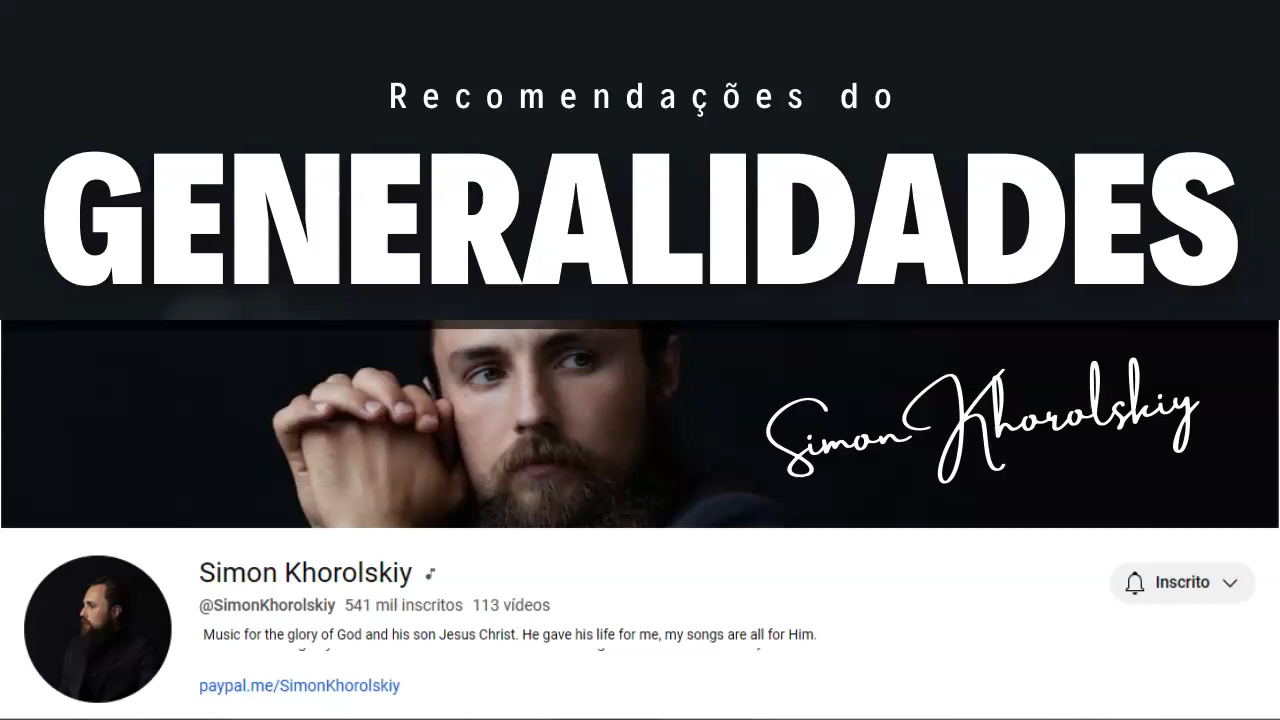 Recomendações do
GENERALIDADES
Simon Khorolskiy
Simon Khorolskiy
@SimonKhorolskiy 541 mil inscritos 113 vídeos
Inscrito
Music for the glory of God and his son Jesus Christ. He gave his life for me, my songs are all for Him.
paypal.me/SimonKhorolskiy